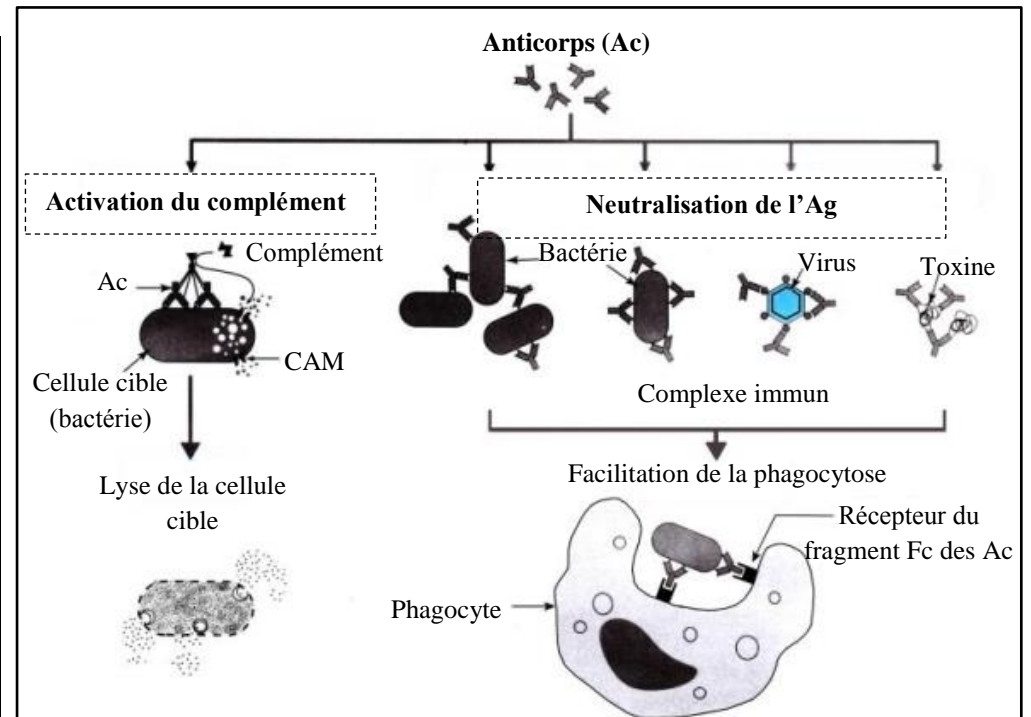 Anticorps (Ac)
Activation du complément
Neutralisation de l’Ag
Complément
Ac
CAM
Cellule cible
(bactérie)
Bactérie
Virus
Toxine
Complexe immun
Lyse de la cellule
cible
Facilitation de la phagocytose
Récepteur du
fragment Fc des Ac
Phagocyte